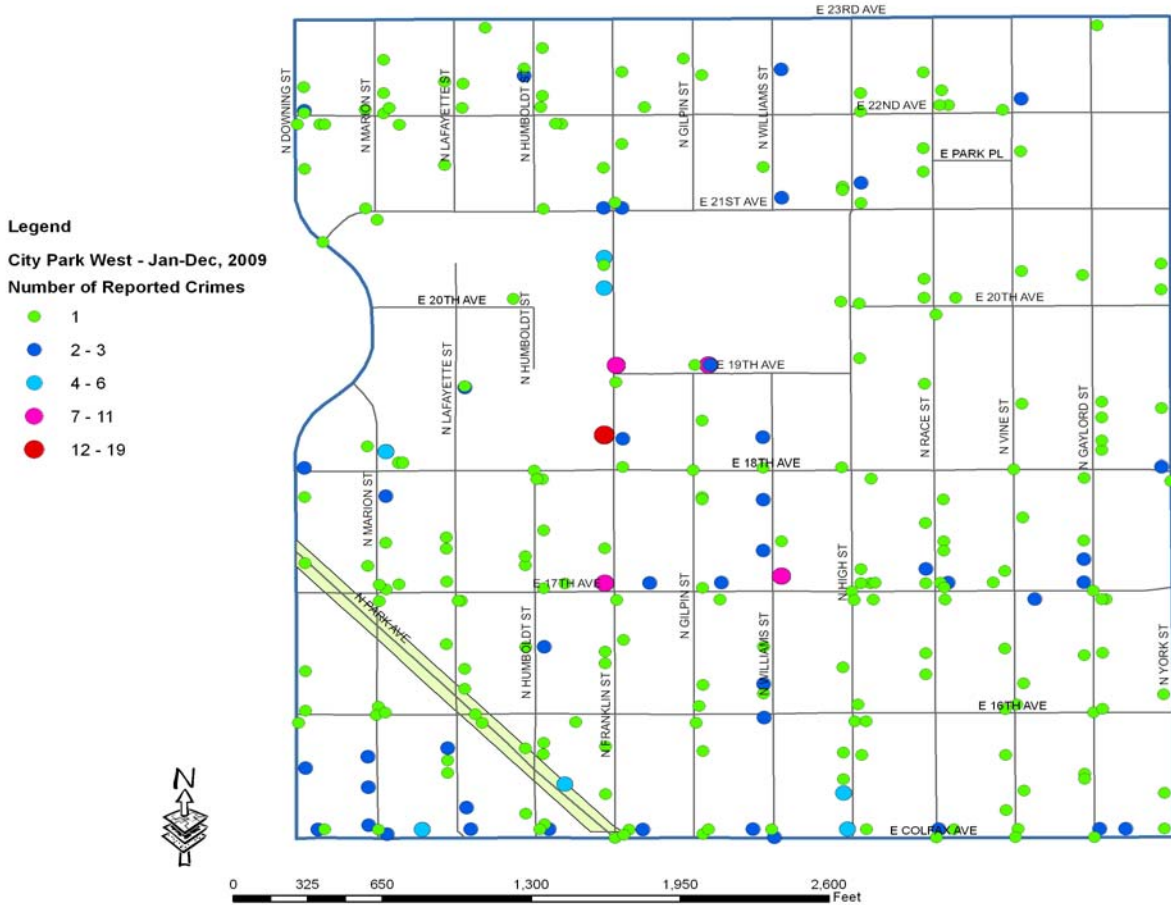 E 23RD AVE
N DOWNING ST
N MARION ST
N LAFAYETTE ST
N HUMBOLDT ST
N GILPIN ST
N WILLIAMS ST
E 22ND AVE
E PARK PL
E 21ST AVE
Legend
City Park West - Jan-Dec, 2009
Number of Reported Crimes
1
2 - 3
4 - 6
7 - 11
12 - 19
E 20TH AVE
N HUMBOLDT ST
E 20TH AVE
N LAFAYETTE ST
E 19TH AVE
N RACE ST
N VINE ST
N GAYLORD ST
E 18TH AVE
N MARION ST
E 17TH AVE
N HIGH ST
N GILPIN ST
N PARK AVE
N HUMBOLDT ST
N FRANKLIN ST
N WILLIAMS ST
N YORK ST
E 16TH AVE
E COLFAX AVE
N
0 325 650 1,300 1,950 2,600
Feet